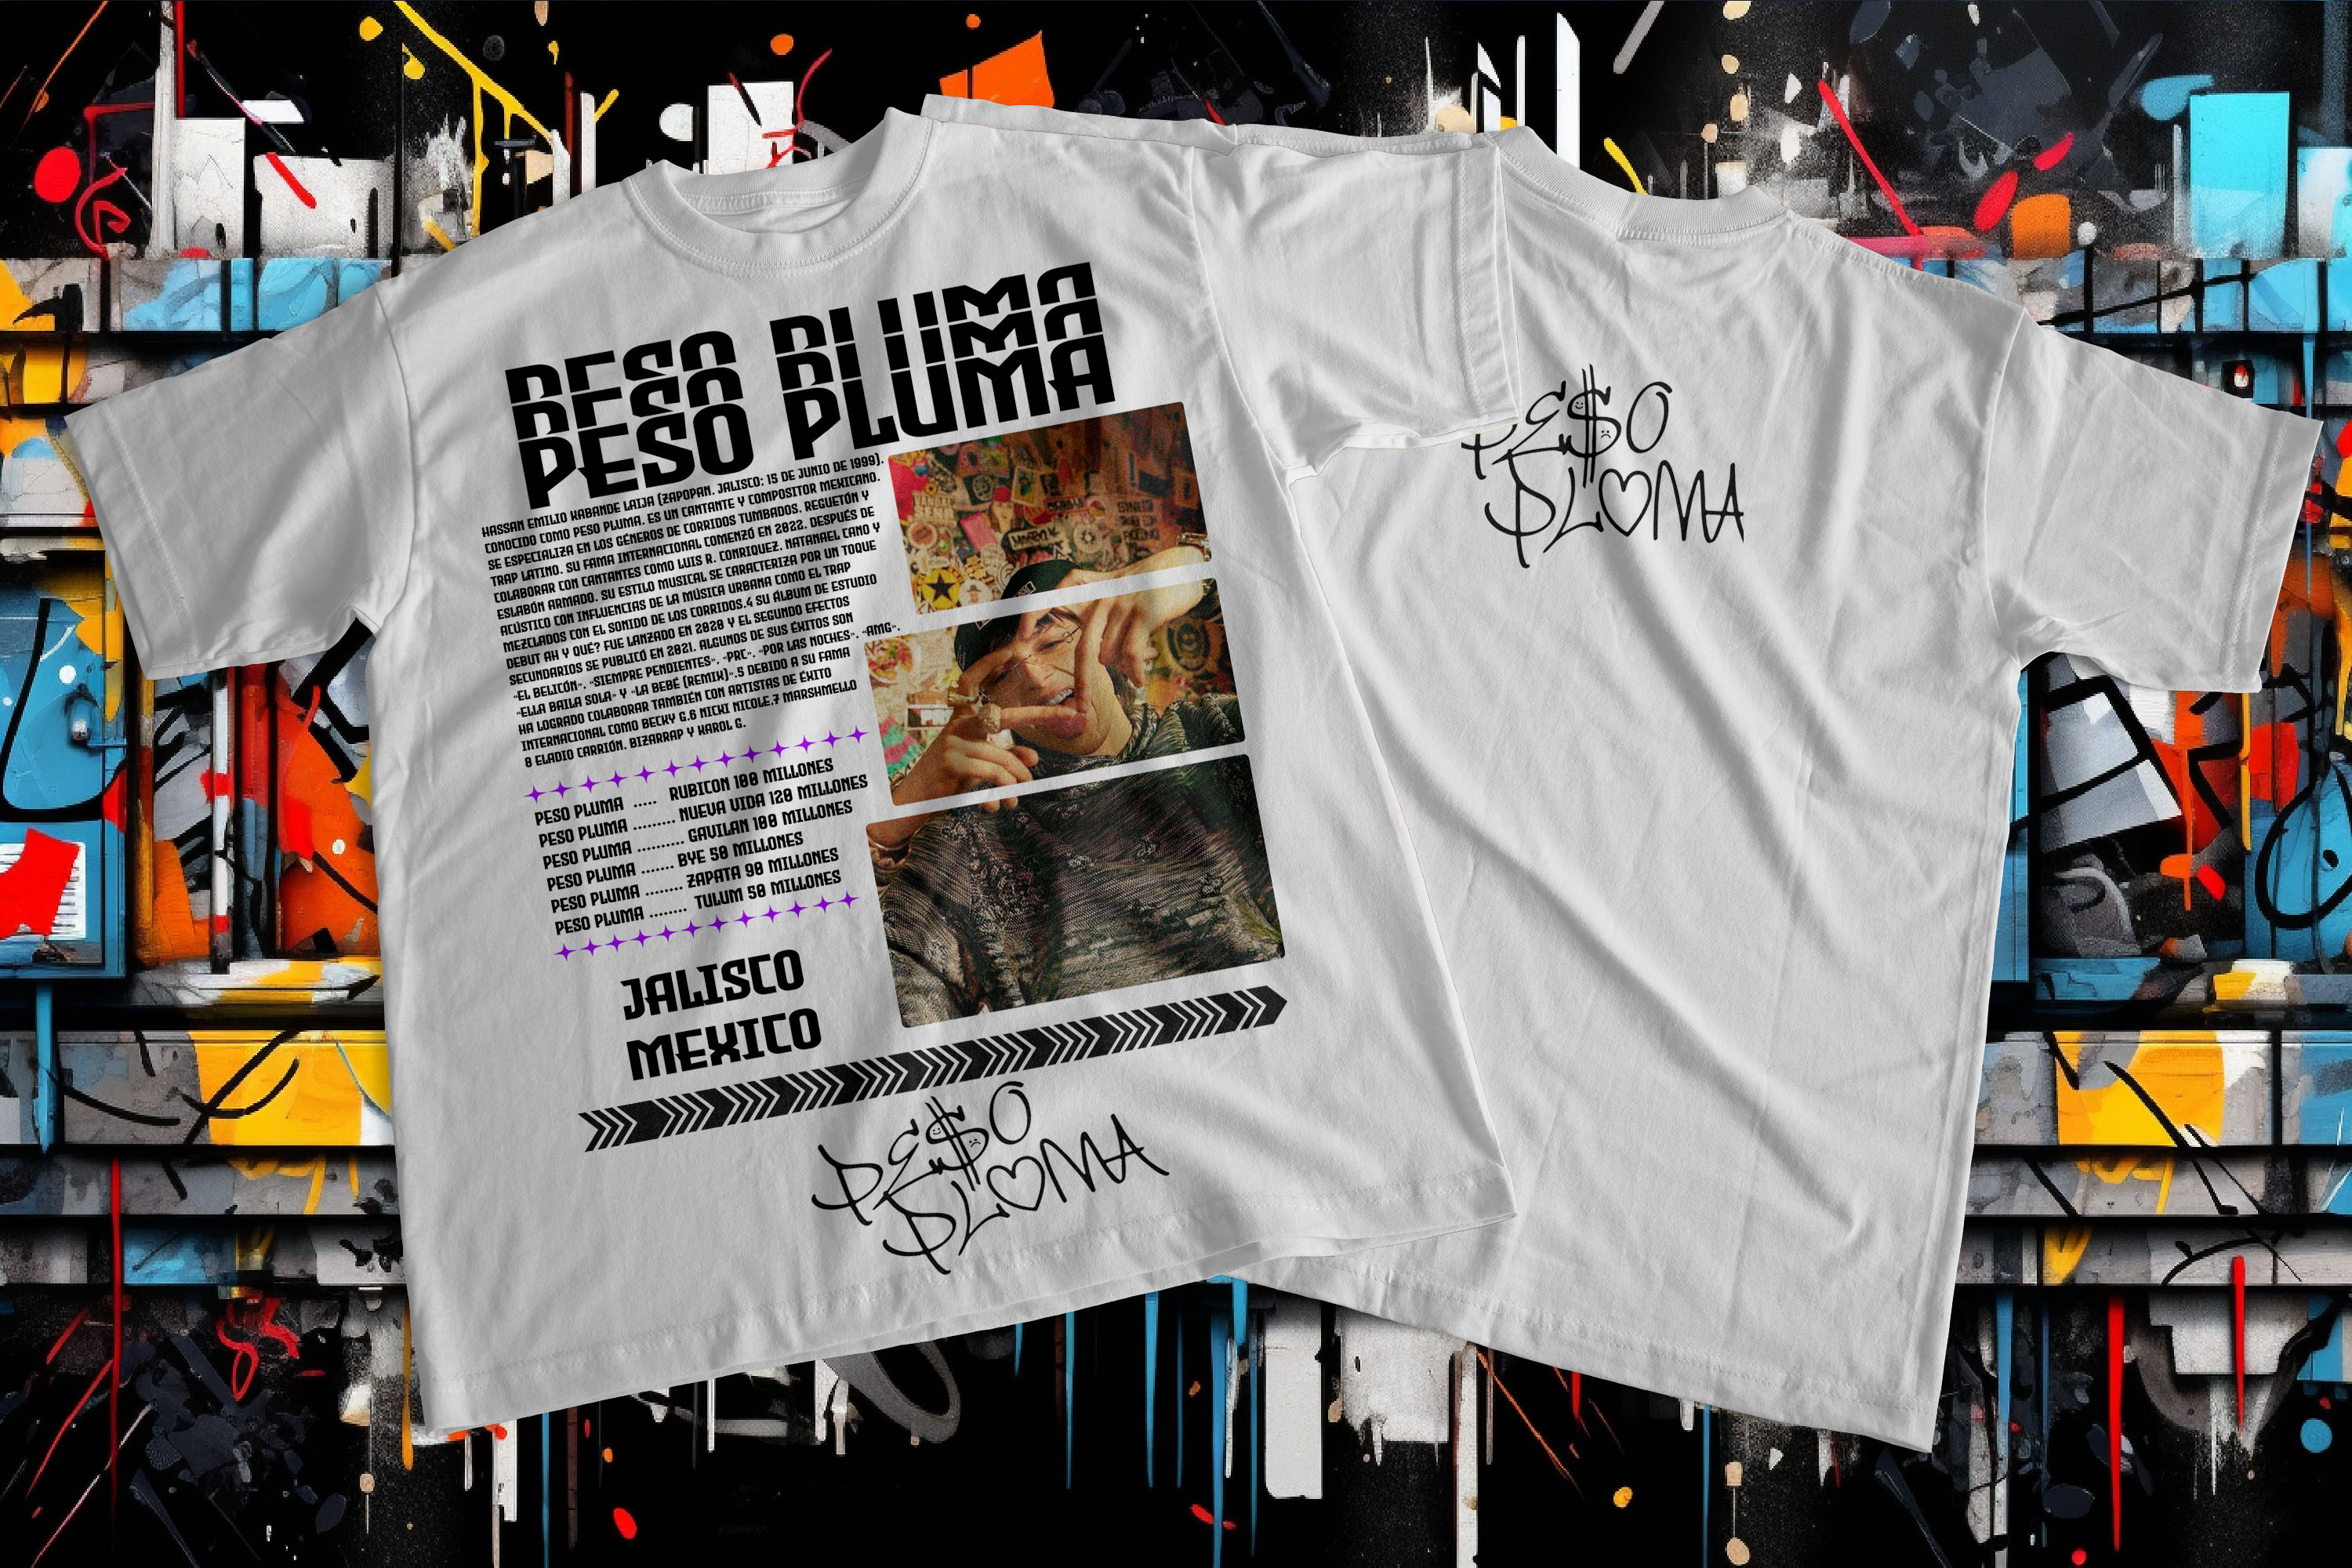 PESO PLUMA
PESO PLUMA
PESO PLUMA
HASSAN EMILIO KABANDE LAIJA (ZAPOPAN, JALISCO; 15 DE JUNIO DE 1999),
CONOCIDO COMO PESO PLUMA, ES UN CANTANTE Y COMPOSITOR MEXICANO.
SE ESPECIALIZA EN LOS GÉNEROS DE CORRIDOS TUMBADOS, REGUETÓN Y
TRAP LATINO. SU FAMA INTERNACIONAL COMENZÓ EN 2022, DESPUÉS DE
COLABORAR CON CANTANTES COMO LUIS R. CONRIQUEZ, NATANAEL CANO Y
ESLABÓN ARMADO. SU ESTILO MUSICAL SE CARACTERIZA POR UN TOQUE
ACÚSTICO CON INFLUENCIAS DE LA MÚSICA URBANA COMO EL TRAP
MEZCLADOS CON EL SONIDO DE LOS CORRIDOS.4 SU ÁLBUM DE ESTUDIO
DEBUT AH Y QUÉ? FUE LANZADO EN 2020 Y EL SEGUNDO EFECTOS
SECUNDARIOS SE PUBLICÓ EN 2021. ALGUNOS DE SUS ÉXITOS SON
«EL BELICÓN», «SIEMPRE PENDIENTES», «PRC», «POR LAS NOCHES», «AMG»,
«ELLA BAILA SOLA» Y «LA BEBÉ (REMIX)».5 DEBIDO A SU FAMA
HA LOGRADO COLABORAR TAMBIÉN CON ARTISTAS DE ÉXITO
INTERNACIONAL COMO BECKY G,6 NICKI NICOLE,7 MARSHMELLO
8 ELADIO CARRIÓN, BIZARRAP Y KAROL G.
PESO PLUMA ..... RUBICON 100 MILLONES
PESO PLUMA ......... NUEVA VIDA 120 MILLONES
PESO PLUMA .......... GAVILAN 100 MILLONES
PESO PLUMA ....... BYE 50 MILLONES
PESO PLUMA ........ ZAPATA 90 MILLONES
PESO PLUMA ........ TULUM 50 MILLONES
JALISCO
MEXICO
PE$O
PL♡MA
PE$O
PL♡MA